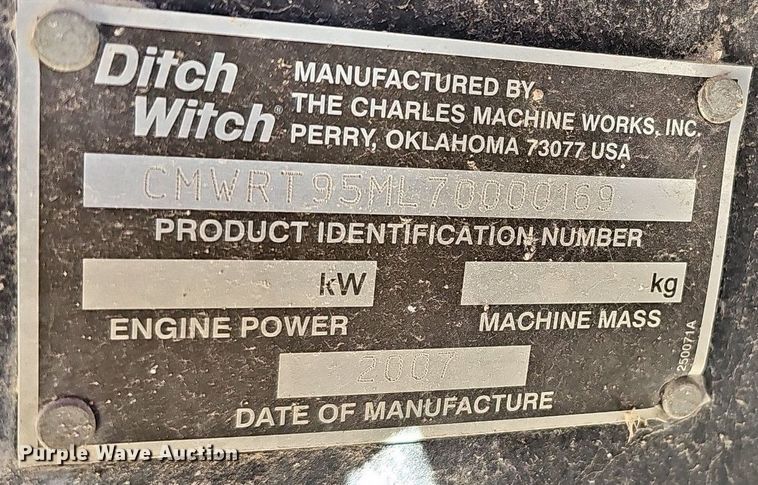 Ditch
Witch®
MANUFACTURED BY
THE CHARLES MACHINE WORKS, INC.
PERRY, OKLAHOMA 73077 USA
CMWRT95ML70000169
PRODUCT IDENTIFICATION NUMBER
kW
ENGINE POWER
kg
MACHINE MASS
2007
DATE OF MANUFACTURE
250071A
Purple Wave Auction